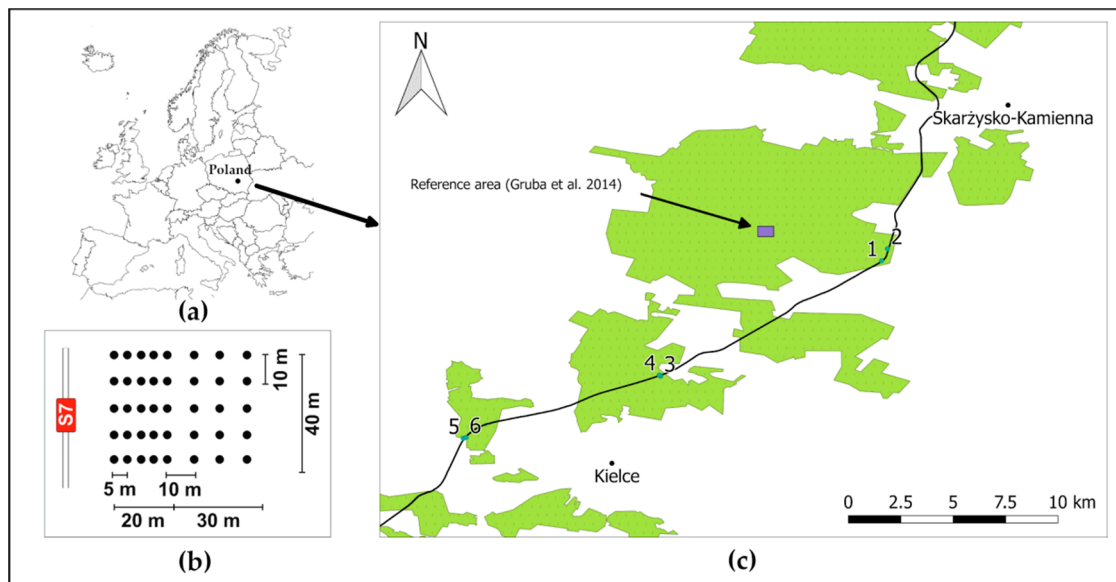 Poland
(a)
S7
10 m
40 m
5 m
10 m
20 m
30 m
(b)
N
Skarżysko-Kamienna
Reference area (Gruba et al. 2014)
2
1
4 3
5 6
Kielce
0 2.5 5 7.5 10 km
(c)